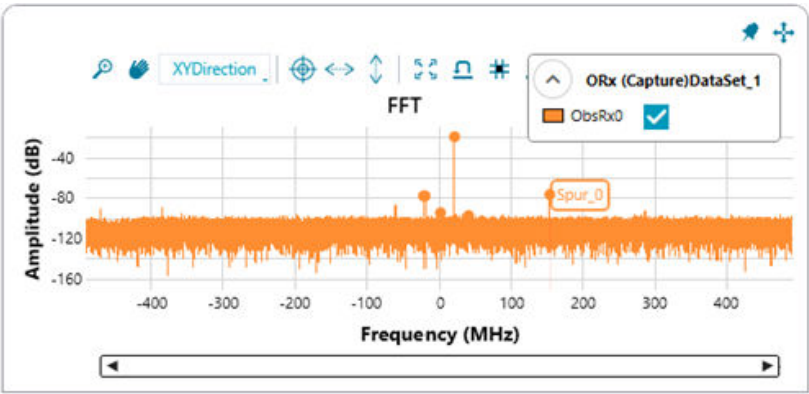 XYDirection
ORx (Capture)DataSet_1
ObsRx0
FFT
Amplitude (dB)
-40
-80
-120
-160
Spur_0
-400 -300 -200 -100 0 100 200 300 400
Frequency (MHz)